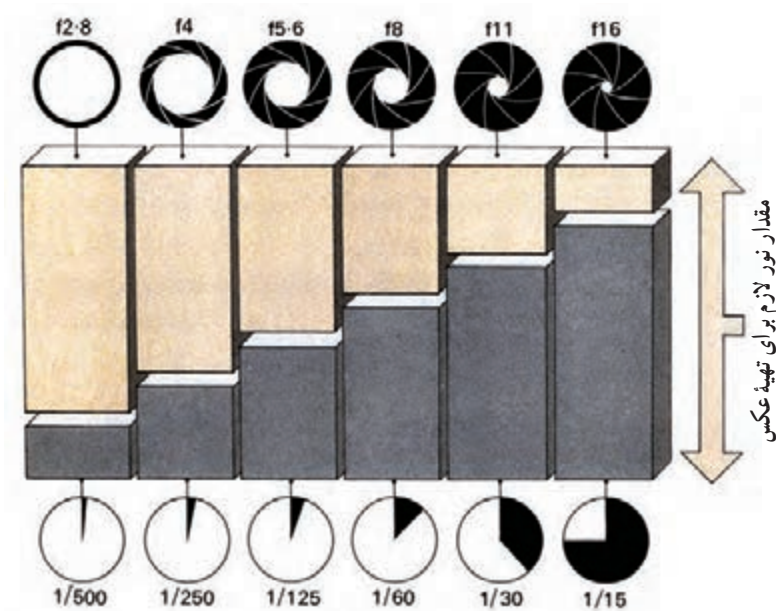 f2·8 f4 f5·6 f8 f11 f16
مقدار نور لازم برای تهیهٔ عکس
1/500 1/250 1/125 1/60 1/30 1/15